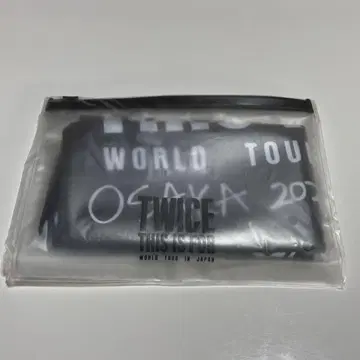 WORLD TOU
OSAKA 202
TWICE
THIS IS FOR
WORLD TOUR IN JAPAN